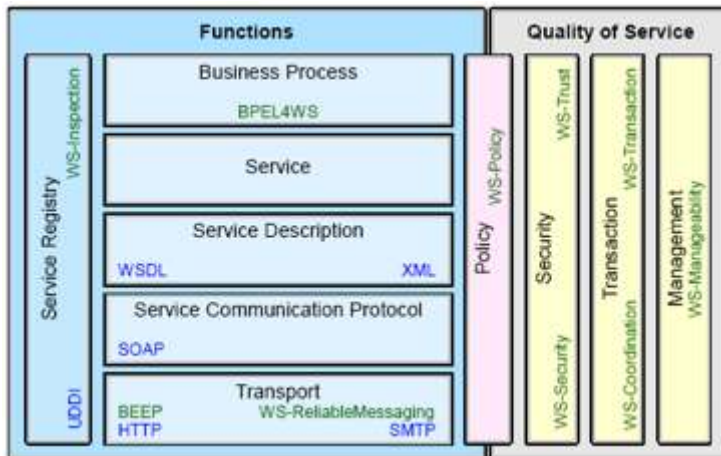 Functions
Quality of Service
Service Registry
WS-Inspection
UDDI
Business Process
BPEL4WS
Service
Service Description
WSDL XML
Service Communication Protocol
SOAP
Transport
BEEP WS-ReliableMessaging
HTTP SMTP
Policy
WS-Policy
Security
WS-Trust
WS-Security
Transaction
WS-Transaction
WS-Coordination
Management
WS-Manageability